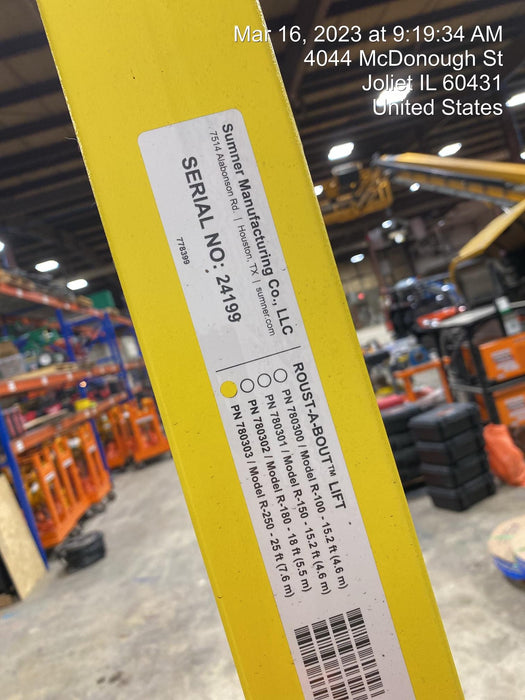 Mar 16, 2023 at 9:19:34 AM
4044 McDonough St
Joliet IL 60431
United States
Sumner Manufacturing Co., LLC
7514 Alabonson Rd. | Houston, TX | sumner.com
SERIAL NO: 24199
778399
ROUST-A-BOUT™ LIFT
PN 780300 / Model R-100 - 15.2 ft (4.6 m)
PN 780301 / Model R-150 - 15.2 ft (4.6 m)
PN 780302 / Model R-180 - 18 ft (5.5 m)
PN 780303 / Model R-250 - 25 ft (7.6 m)